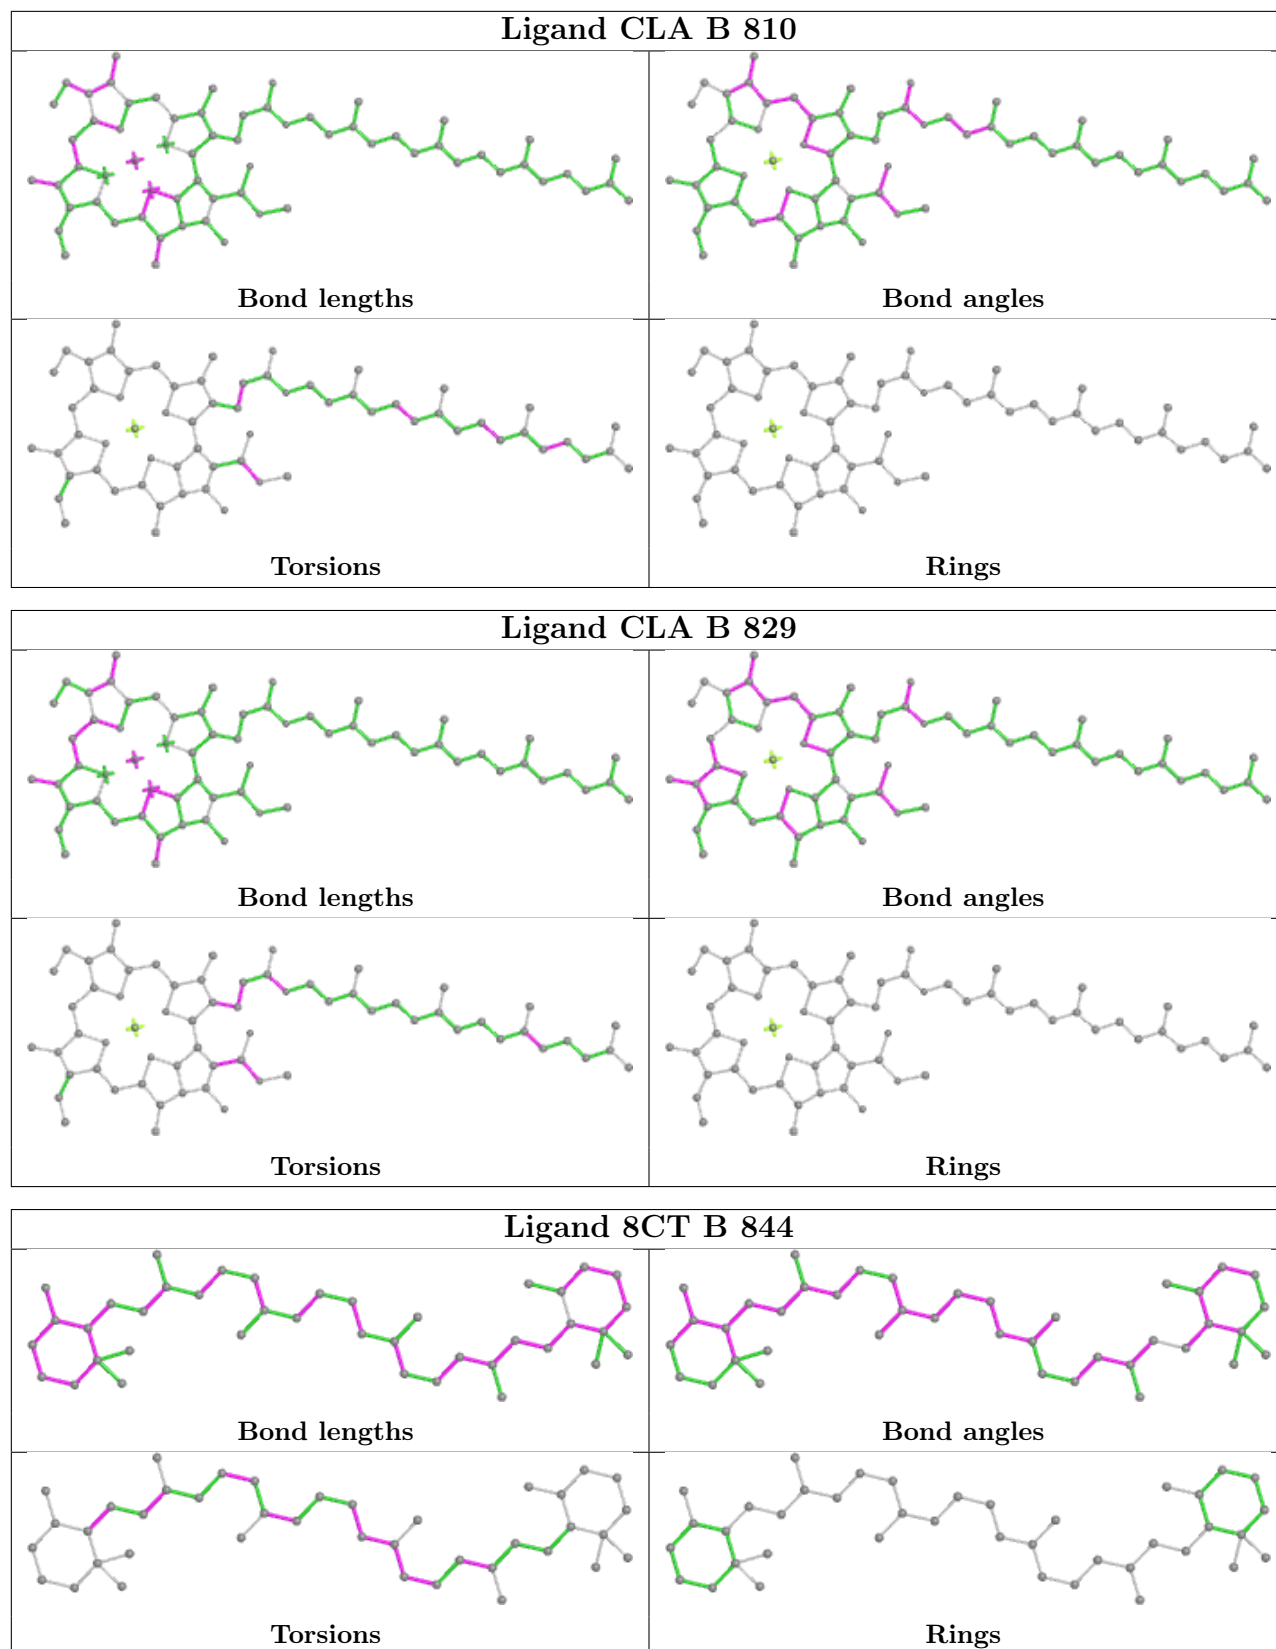 Ligand CLA B 810
Bond lengths
Bond angles
Torsions
Rings
Ligand CLA B 829
Bond lengths
Bond angles
Torsions
Rings
Ligand 8CT B 844
Bond lengths
Bond angles
Torsions
Rings